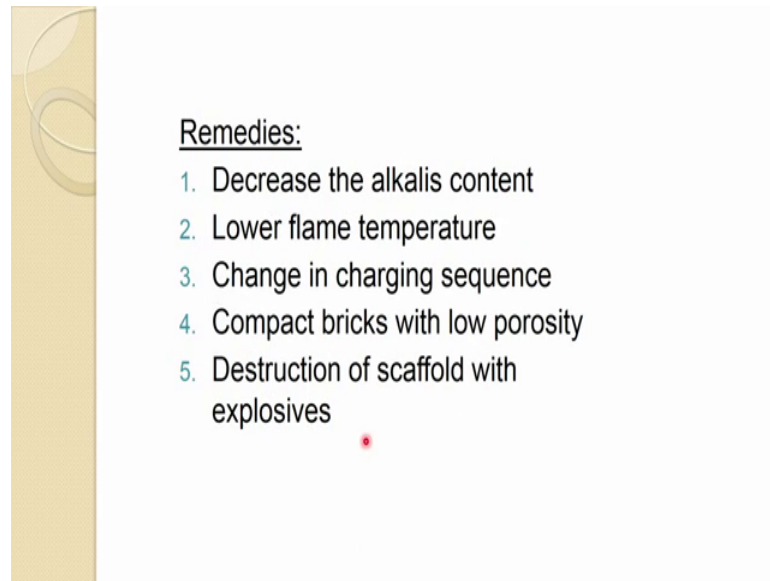 Remedies:
1. Decrease the alkalis content
2. Lower flame temperature
3. Change in charging sequence
4. Compact bricks with low porosity
5. Destruction of scaffold with
explosives